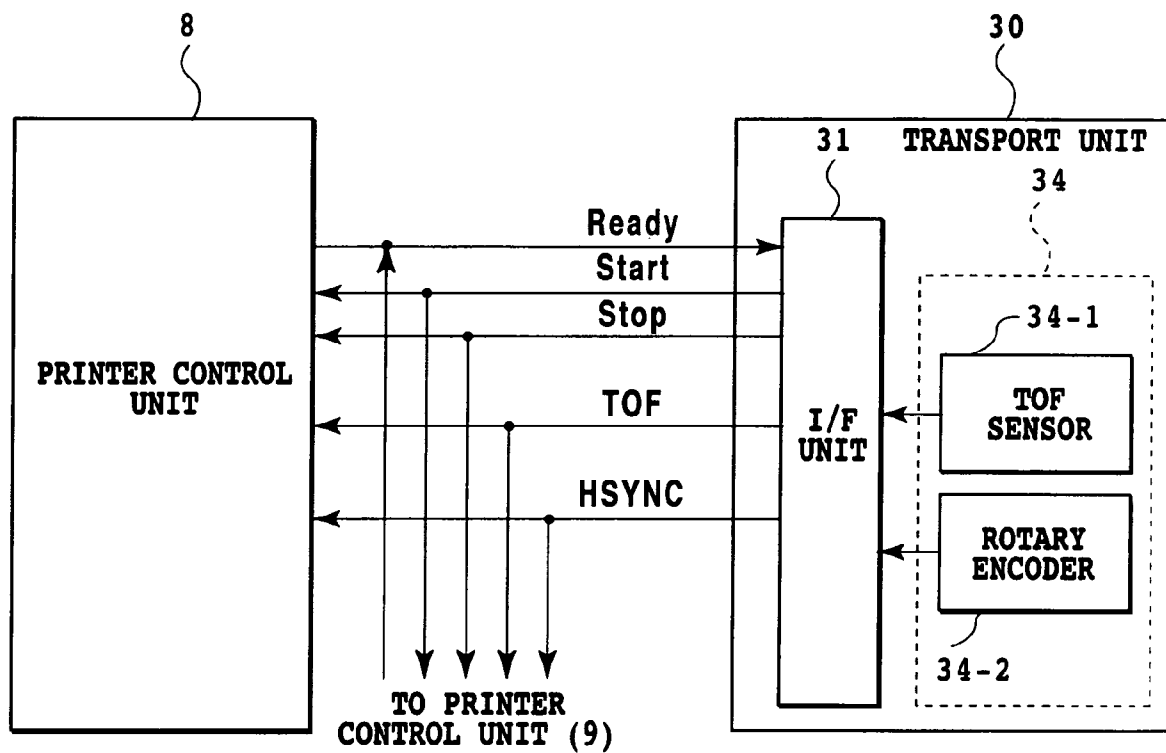 8
30
TRANSPORT UNIT
31
34
Ready
Start
Stop
34-1
PRINTER CONTROL
UNIT
TOF
I/F
UNIT
TOF
SENSOR
HSYNC
ROTARY
ENCODER
34-2
TO PRINTER
CONTROL UNIT (9)